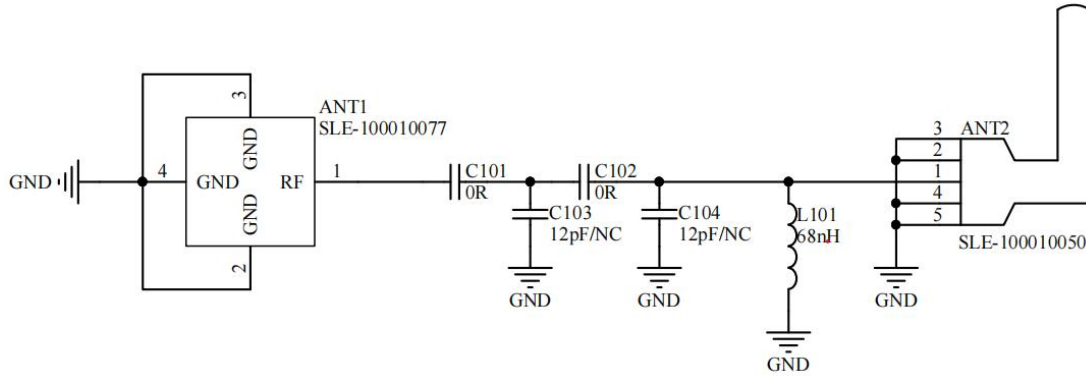 ANT1
SLE-100010077
3
GND
GND
4
GND
RF
1
GND
2
C101
0R
C102
0R
C103
12pF/NC
C104
12pF/NC
GND
GND
L101
68nH
GND
3
ANT2
2
1
4
5
SLE-100010050
GND